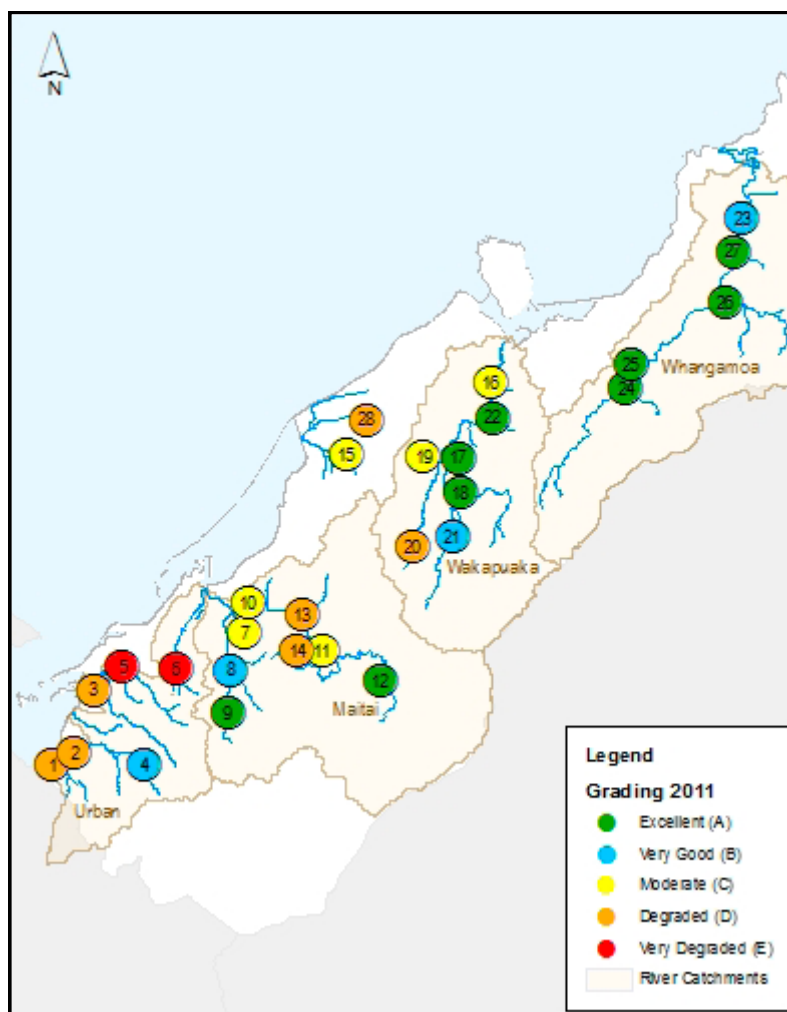 N
23
27
26
25
Whangamoa
24
16
22
28
15
19
17
18
20
21
Wakapuaka
10
7
13
14
11
8
12
9
Maitai
5
6
3
1
2
4
Urban
Legend
Grading 2011
Excellent (A)
Very Good (B)
Moderate (C)
Degraded (D)
Very Degraded (E)
River Catchments